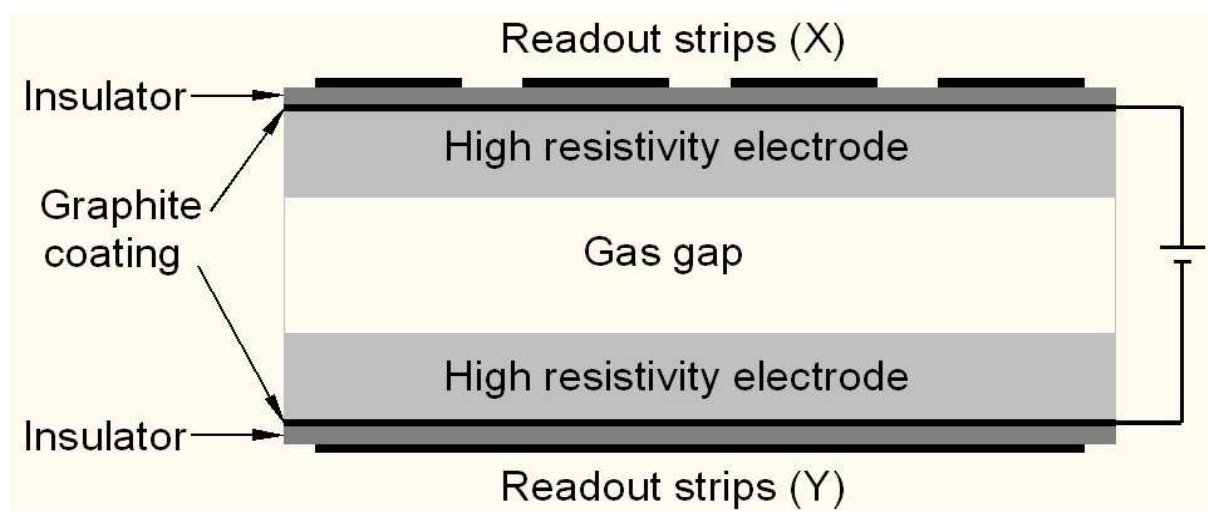 Readout strips (X)
Insulator
High resistivity electrode
Graphite
coating
Gas gap
High resistivity electrode
Insulator
Readout strips (Y)